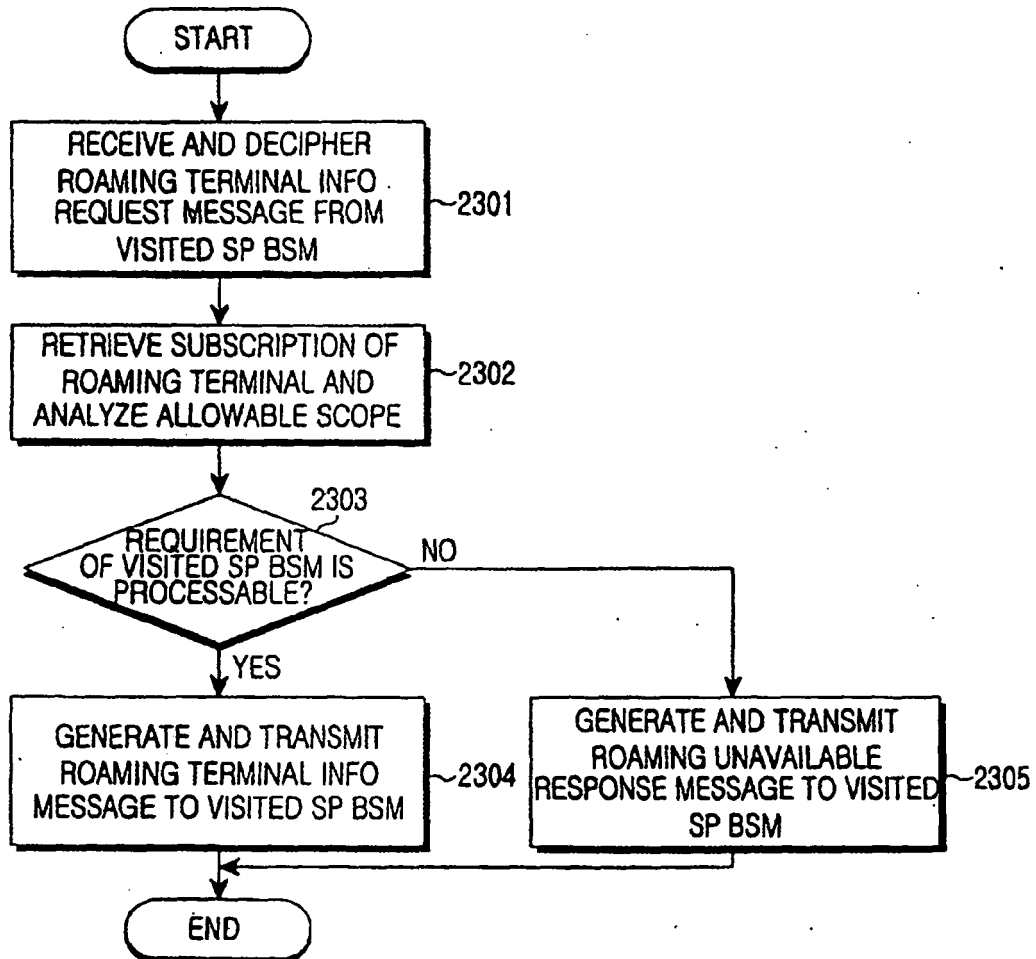 START
RECEIVE AND DECIPHER
ROAMING TERMINAL INFO
REQUEST MESSAGE FROM
VISITED SP BSM
2301
RETRIEVE SUBSCRIPTION OF
ROAMING TERMINAL AND
ANALYZE ALLOWABLE SCOPE
2302
2303
REQUIREMENT
OF VISITED SP BSM IS
PROCESSABLE?
NO
YES
GENERATE AND TRANSMIT
ROAMING TERMINAL INFO
MESSAGE TO VISITED SP BSM
2304
GENERATE AND TRANSMIT
ROAMING UNAVAILABLE
RESPONSE MESSAGE TO VISITED
SP BSM
2305
END